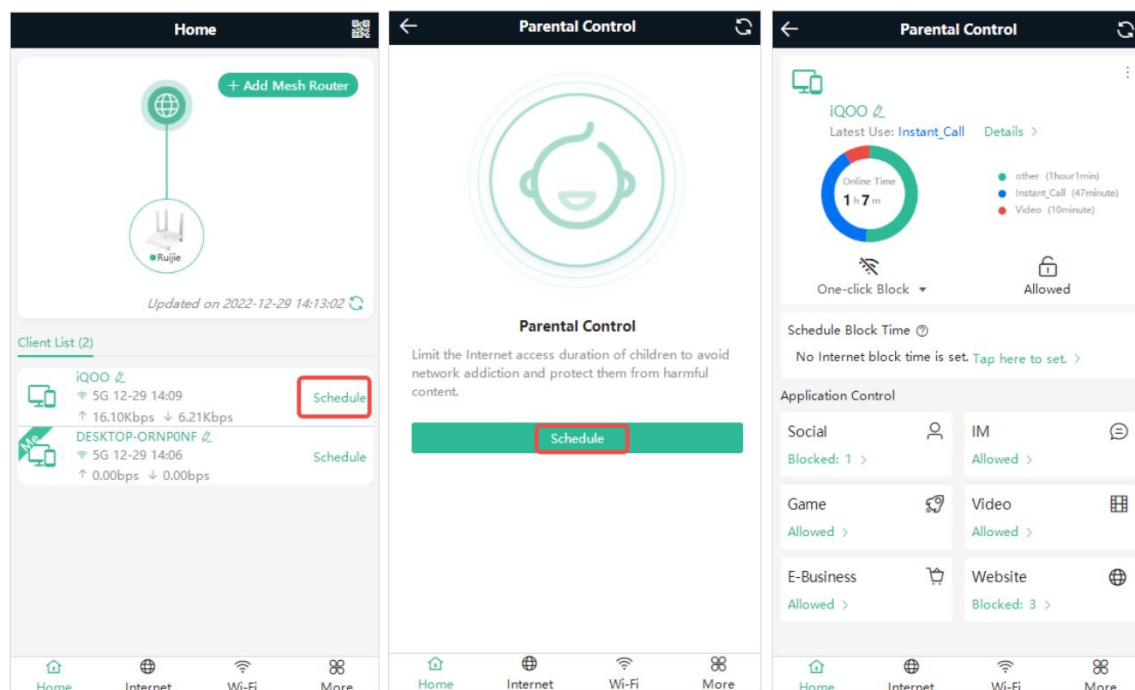 Home
+ Add Mesh Router
Ruijie
Updated on 2022-12-29 14:13:02
Client List (2)
iQOO
5G 12-29 14:09
Schedule
↑ 16.10Kbps ↓ 6.21Kbps
Me
DESKTOP-ORNP0NF
5G 12-29 14:06
Schedule
↑ 0.00bps ↓ 0.00bps
Home Internet Wi-Fi More
Parental Control
Parental Control
Limit the Internet access duration of children to avoid
network addiction and protect them from harmful
content.
Schedule
Home Internet Wi-Fi More
Parental Control
iQOO
Latest Use: Instant_Call Details >
Online Time
1 h 7 m
other (1hour1min)
Instant_Call (47minute)
Video (10minute)
One-click Block
Allowed
Schedule Block Time
No Internet block time is set. Tap here to set. >
Application Control
Social
Blocked: 1 >
IM
Allowed >
Game
Allowed >
Video
Allowed >
E-Business
Allowed >
Website
Blocked: 3 >
Home Internet Wi-Fi More